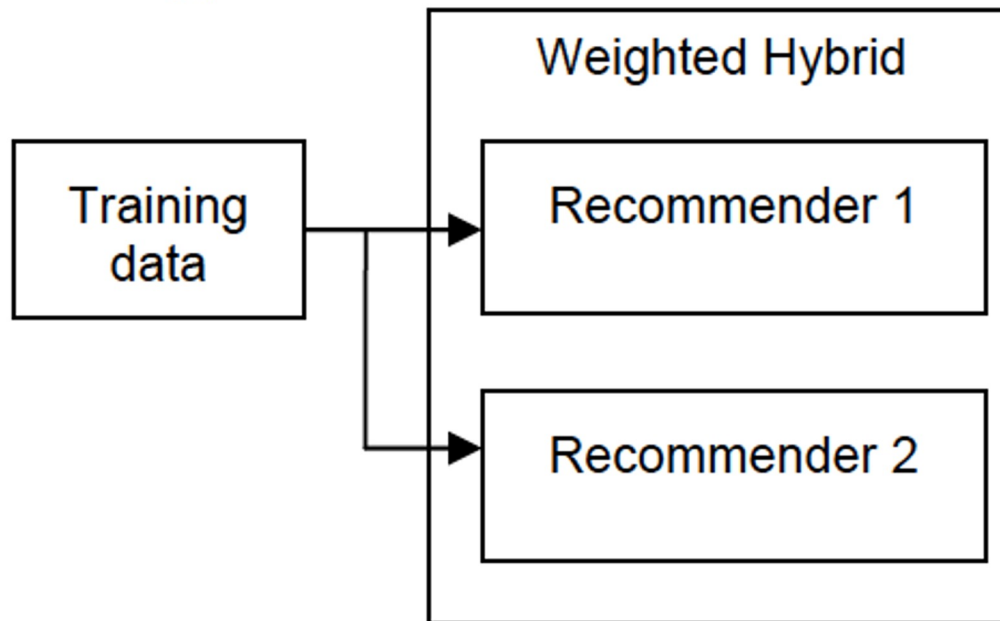 Weighted Hybrid
Training
data
Recommender 1
Recommender 2